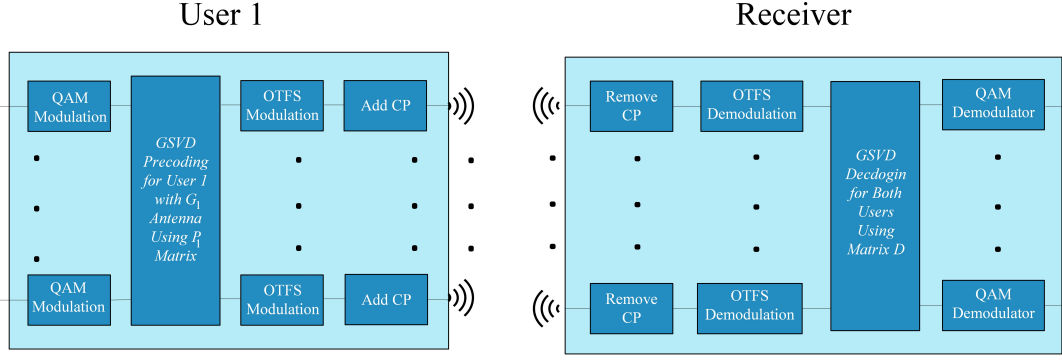 User 1
Receiver
QAM
Modulation
GSVD
Precoding
for User 1
with G1
Antenna
Using P1
Matrix
OTFS
Modulation
Add CP
QAM
Modulation
OTFS
Modulation
Add CP
Remove
CP
OTFS
Demodulation
GSVD
Decdogin
for Both
Users
Using
Matrix D
QAM
Demodulator
Remove
CP
OTFS
Demodulation
QAM
Demodulator